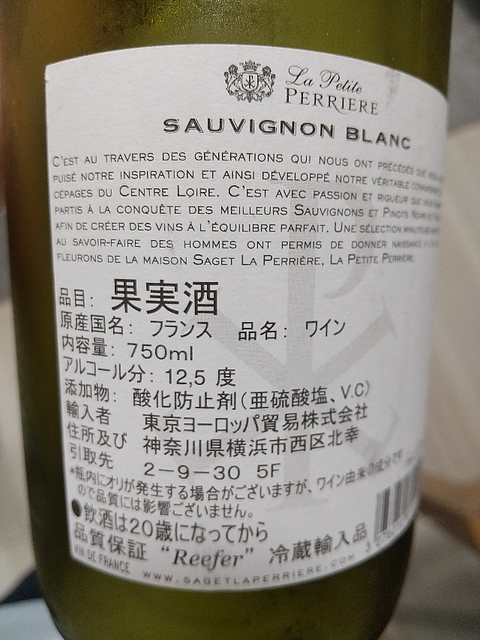 La Petite
PERRIERE
SAUVIGNON BLANC
C'EST AU TRAVERS DES GÉNÉRATIONS QUI NOUS ONT PRÉCÉDÉS QUE
PUISÉ NOTRE INSPIRATION ET AINSI DÉVELOPPÉ NOTRE VÉRITABLE
CÉPAGES DU CENTRE LOIRE. C'EST AVEC PASSION ET RIGUEUR QUE
PARTIS À LA CONQUÊTE DES MEILLEURS SAUVIGNONS ET PINOTS NOIRS
AFIN DE CRÉER DES VINS À L'ÉQUILIBRE PARFAIT. UNE SÉLECTION
AU SAVOIR-FAIRE DES HOMMES ONT PERMIS DE DONNER NAISSANCE À
FLEURONS DE LA MAISON SAGET LA PERRIÈRE, LA PETITE PERRIÈRE.
品目: 果実酒
原産国名: フランス 品名: ワイン
内容量: 750ml
アルコール分: 12,5 度
添加物: 酸化防止剤(亜硫酸塩、V.C)
輸入者 東京ヨーロッパ貿易株式会社
住所及び 神奈川県横浜市西区北幸
引取先 2-9-30 5F
*瓶内にオリが発生する場合がございますが、ワイン由来の成分です
ので品質には影響ございません。
●飲酒は20歳になってから
品質保証 "Reefer" 冷蔵輸入品
VIN DE FRANCE
WWW.SAGETLAPERRIERE.COM